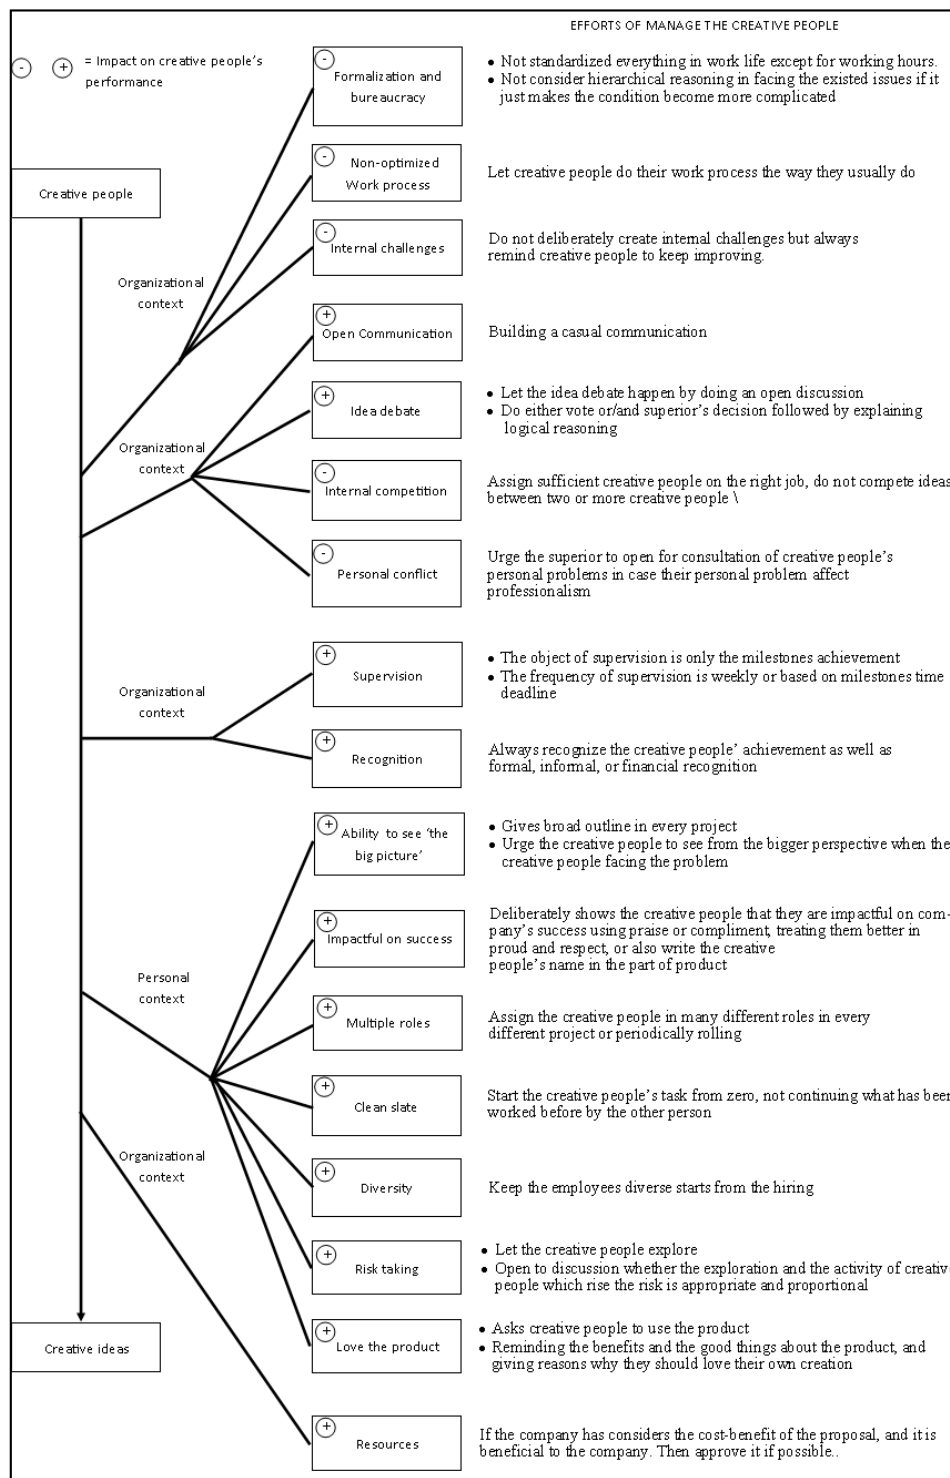 EFFORTS OF MANAGE THE CREATIVE PEOPLE
- + = Impact on creative people's
performance
Creative people
Organizational
context
-
Formalization and
bureaucracy
• Not standardized everything in work life except for working hours.
• Not consider hierarchical reasoning in facing the existed issues if it
just makes the condition become more complicated
-
Non-optimized
Work process
Let creative people do their work process the way they usually do
-
Internal challenges
Do not deliberately create internal challenges but always
remind creative people to keep improving.
Organizational
context
+
Open Communication
Building a casual communication
+
Idea debate
• Let the idea debate happen by doing an open discussion
• Do either vote or/and superior's decision followed by explaining
logical reasoning
-
Internal competition
Assign sufficient creative people on the right job, do not compete ideas
between two or more creative people \
-
Personal conflict
Urge the superior to open for consultation of creative people's
personal problems in case their personal problem affect
professionalism
Organizational
context
+
Supervision
• The object of supervision is only the milestones achievement
• The frequency of supervision is weekly or based on milestones time
deadline
+
Recognition
Always recognize the creative people' achievement as well as
formal, informal, or financial recognition
Personal
context
+
Ability to see 'the
big picture'
• Gives broad outline in every project
• Urge the creative people to see from the bigger perspective when the
creative people facing the problem
+
Impactful on success
Deliberately shows the creative people that they are impactful on com-
pany's success using praise or compliment, treating them better in
proud and respect, or also write the creative
people's name in the part of product
+
Multiple roles
Assign the creative people in many different roles in every
different project or periodically rolling
+
Clean slate
Start the creative people's task from zero, not continuing what has been
worked before by the other person
+
Diversity
Keep the employees diverse starts from the hiring
+
Risk taking
• Let the creative people explore
• Open to discussion whether the exploration and the activity of creative
people which rise the risk is appropriate and proportional
+
Love the product
• Asks creative people to use the product
• Reminding the benefits and the good things about the product, and
giving reasons why they should love their own creation
Organizational
context
+
Resources
If the company has considers the cost-benefit of the proposal, and it is
beneficial to the company. Then approve it if possible..
Creative ideas